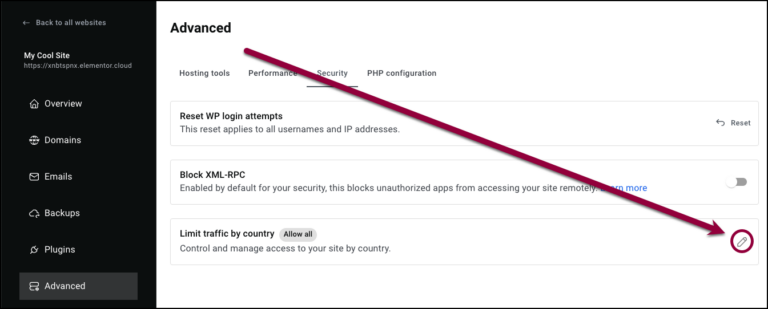 ← Back to all websites
My Cool Site
https://xnbtspnx.elementor.cloud
Overview
Domains
Emails
Backups
Plugins
Advanced
Advanced
Hosting tools Performance Security PHP configuration
Reset WP login attempts
This reset applies to all usernames and IP addresses.
Reset
Block XML-RPC
Enabled by default for your security, this blocks unauthorized apps from accessing your site remotely. Learn more
Limit traffic by country Allow all
Control and manage access to your site by country.